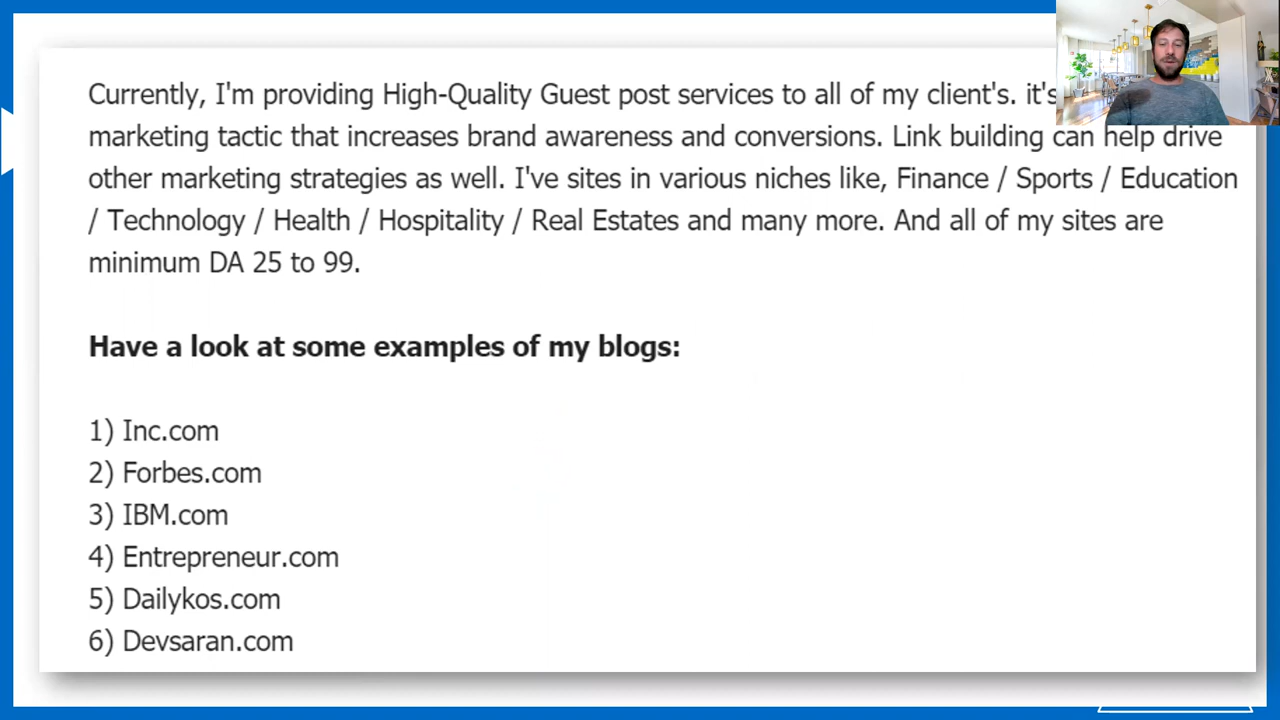 Currently, I'm providing High-Quality Guest post services to all of my client's. it's
marketing tactic that increases brand awareness and conversions. Link building can help drive
other marketing strategies as well. I've sites in various niches like, Finance / Sports / Education
/ Technology / Health / Hospitality / Real Estates and many more. And all of my sites are
minimum DA 25 to 99.
Have a look at some examples of my blogs:
1) Inc.com
2) Forbes.com
3) IBM.com
4) Entrepreneur.com
5) Dailykos.com
6) Devsaran.com